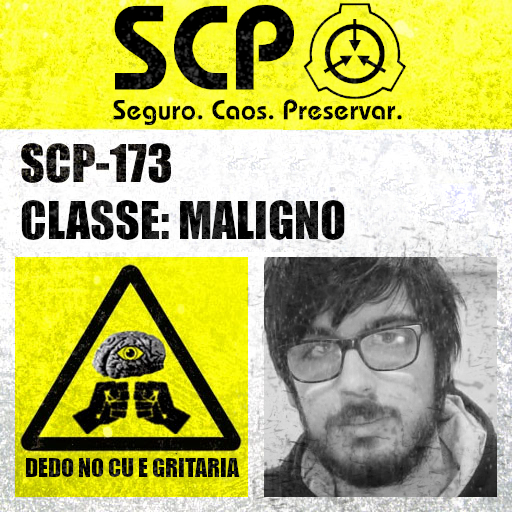 SCP
Seguro. Caos. Preservar.
SCP-173
CLASSE: MALIGNO
DEDO NO CU E GRITARIA